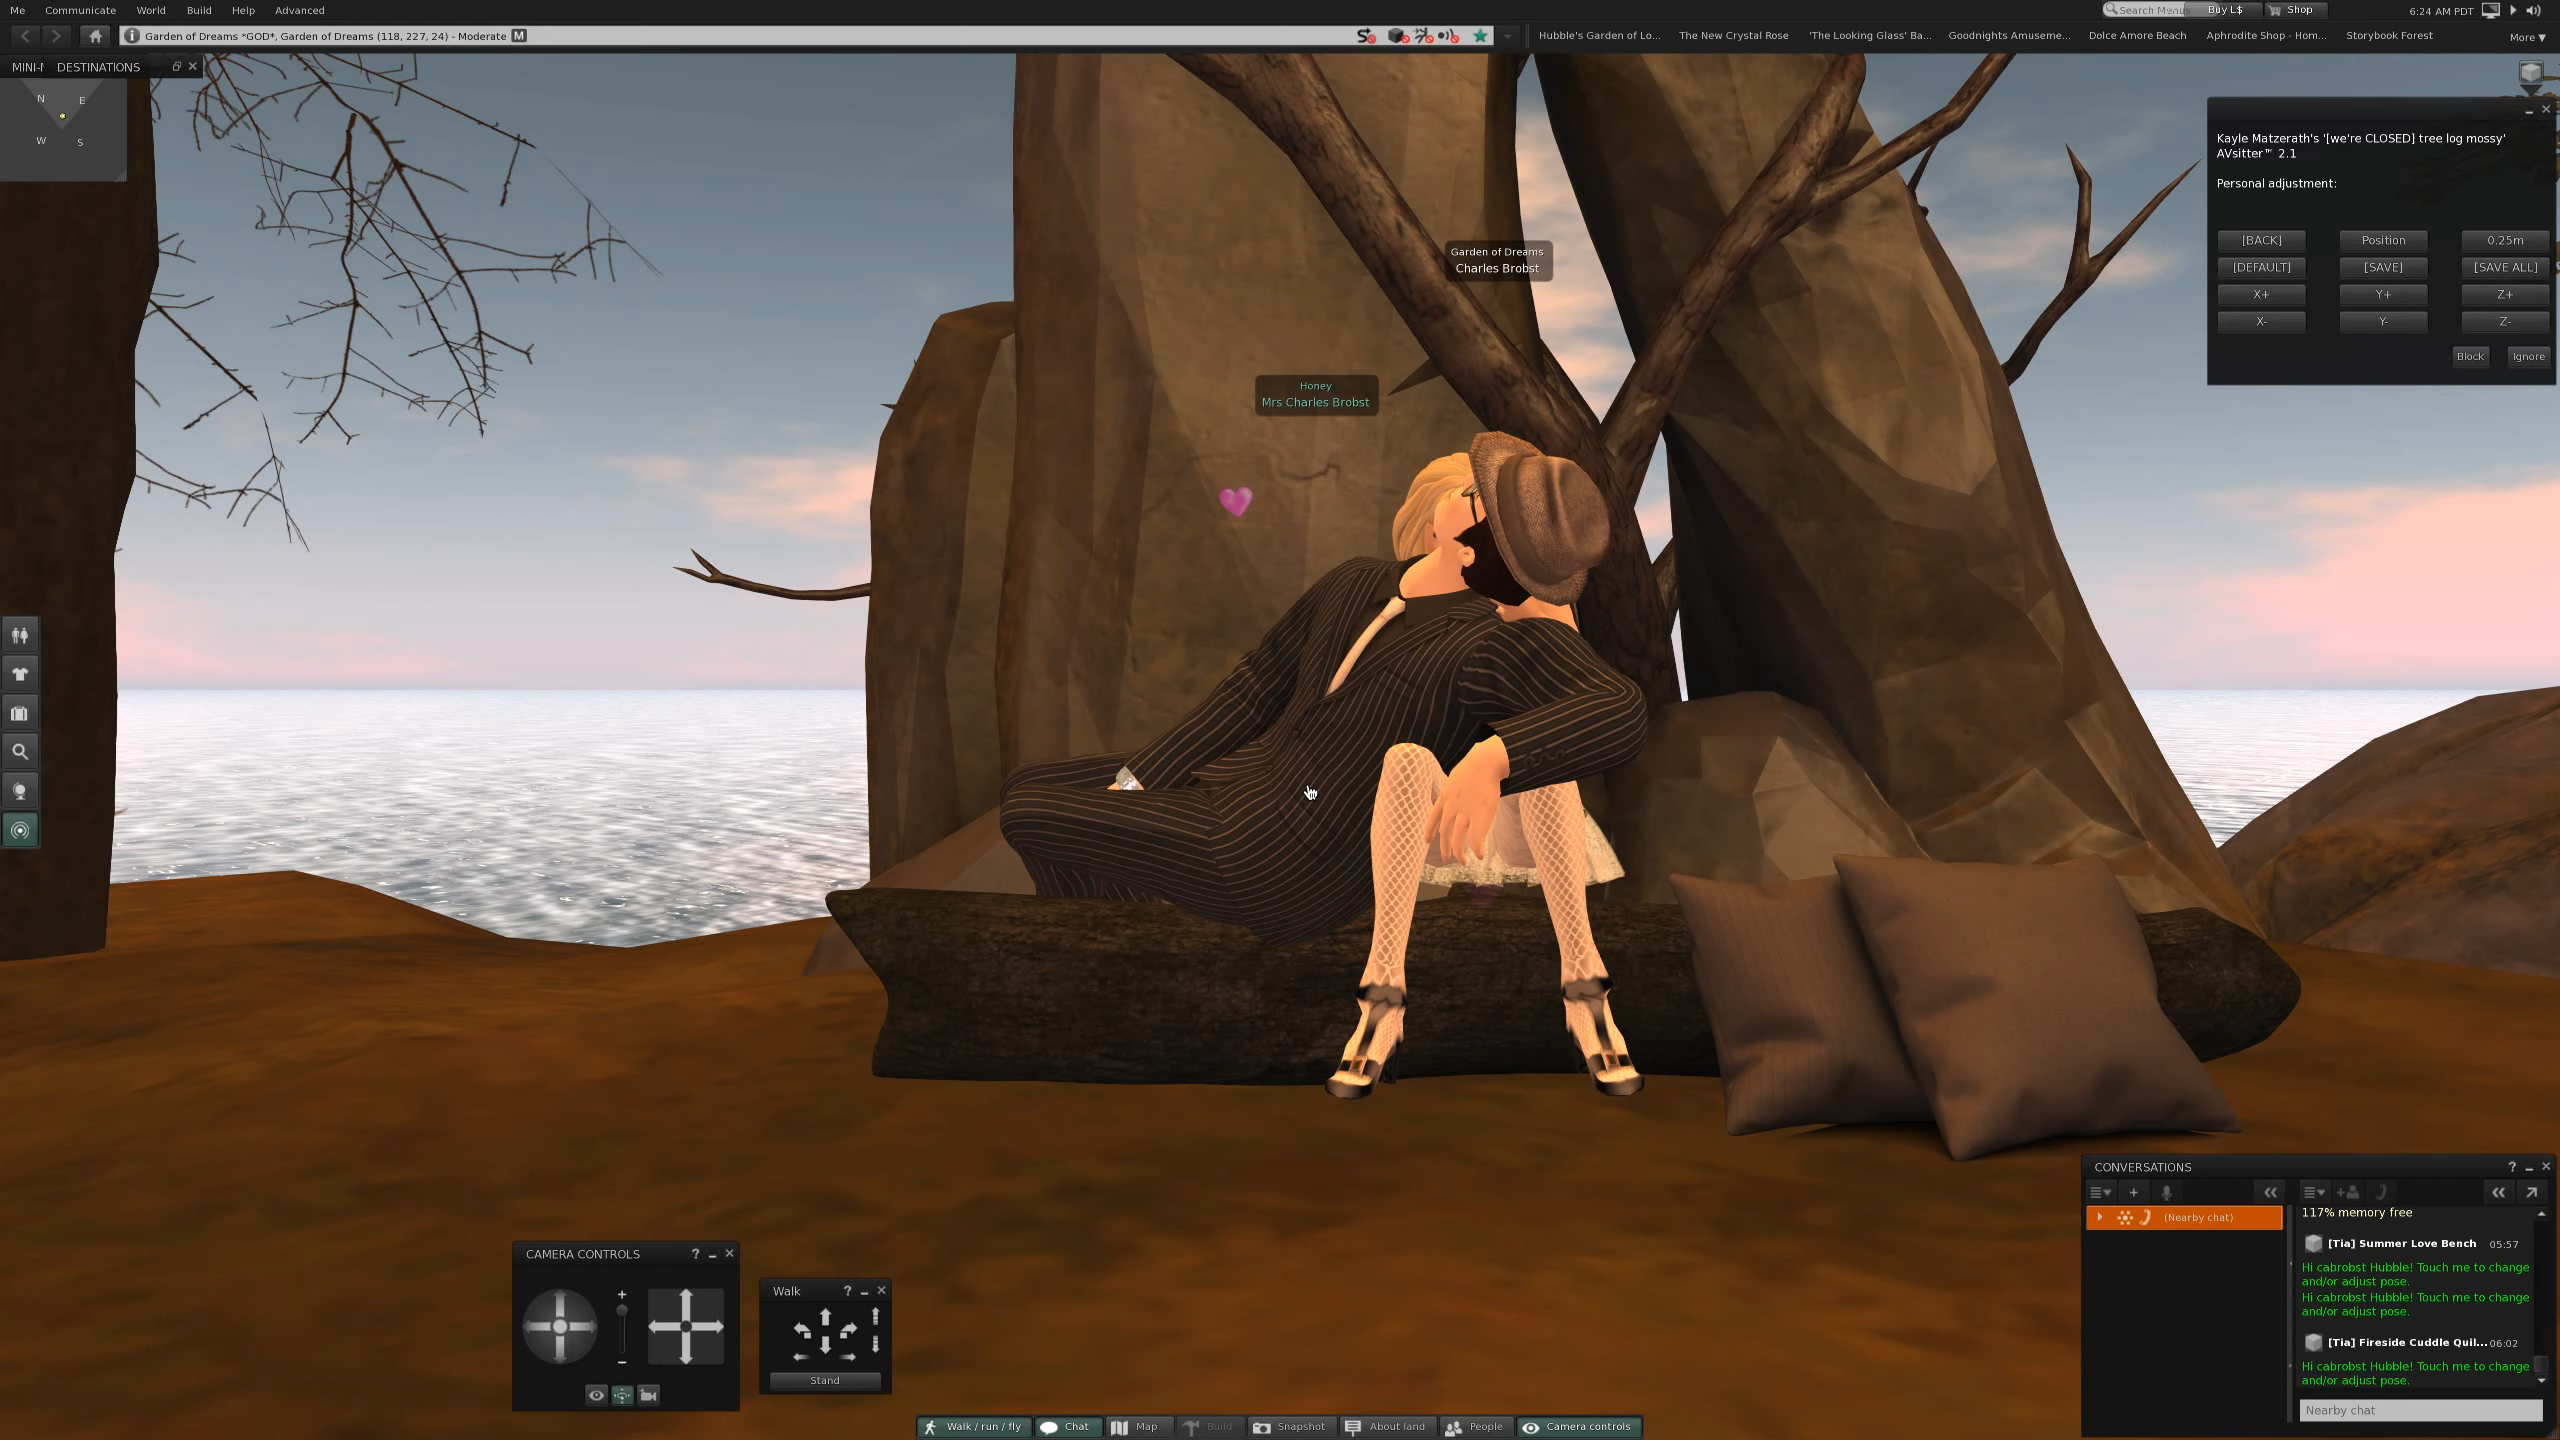 Me Communicate World Build Help Advanced
Search Menus Buy L$ Shop 6:24 AM PDT
Garden of Dreams *GOD*, Garden of Dreams (118, 227, 24) - Moderate M
Hubble's Garden of Lo... The New Crystal Rose 'The Looking Glass' Ba... Goodnights Amuseme... Dolce Amore Beach Aphrodite Shop - Hom... Storybook Forest More
MINI-M DESTINATIONS
N E
W S
Kayle Matzerath's '[we're CLOSED] tree log mossy'
AVsitter™ 2.1
Personal adjustment:
[BACK] Position 0.25m
[DEFAULT] [SAVE] [SAVE ALL]
X+ Y+ Z+
X- Y- Z-
Block Ignore
Garden of Dreams
Charles Brobst
Honey
Mrs Charles Brobst
CONVERSATIONS ?
(Nearby chat)
117% memory free
[Tia] Summer Love Bench 05:57
Hi cabrobst Hubble! Touch me to change
and/or adjust pose.
Hi cabrobst Hubble! Touch me to change
and/or adjust pose.
[Tia] Fireside Cuddle Quil... 06:02
Hi cabrobst Hubble! Touch me to change
and/or adjust pose.
Nearby chat
CAMERA CONTROLS ?
Walk ?
Stand
Walk / run / fly Chat Map Build Snapshot About land People Camera controls